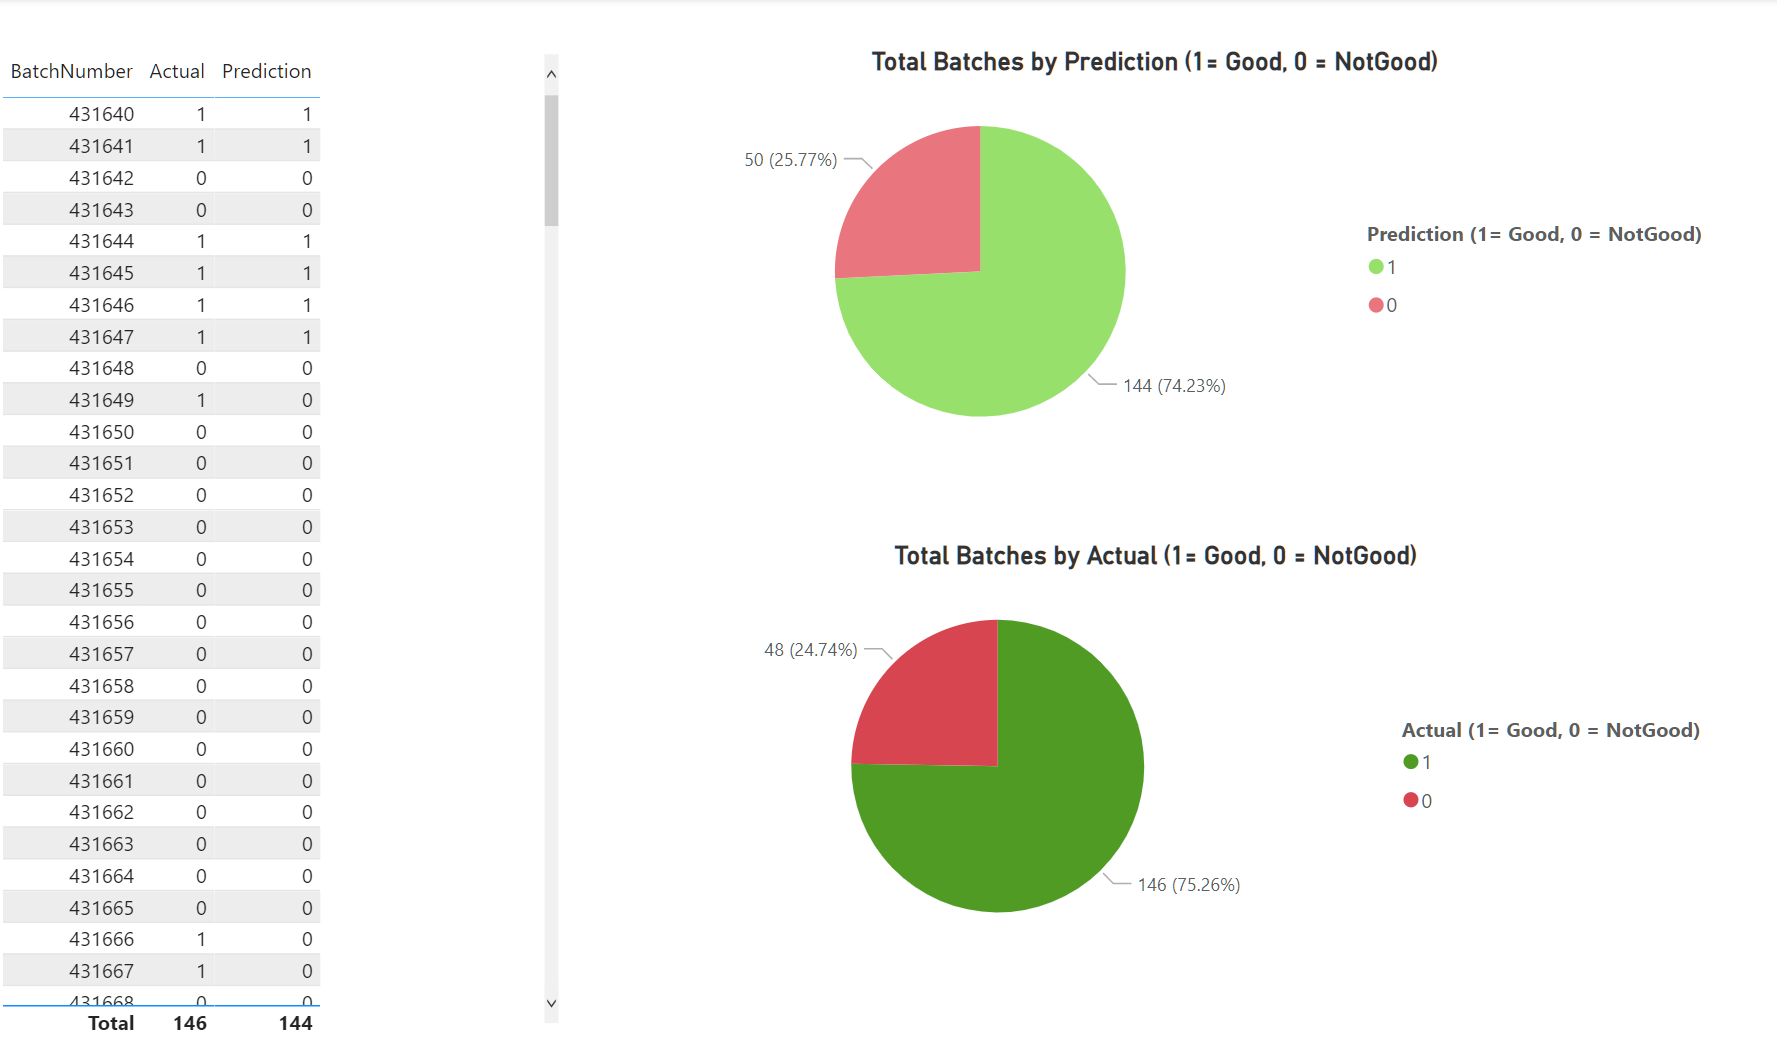 BatchNumber Actual Prediction
431640 1 1
431641 1 1
431642 0 0
431643 0 0
431644 1 1
431645 1 1
431646 1 1
431647 1 1
431648 0 0
431649 1 0
431650 0 0
431651 0 0
431652 0 0
431653 0 0
431654 0 0
431655 0 0
431656 0 0
431657 0 0
431658 0 0
431659 0 0
431660 0 0
431661 0 0
431662 0 0
431663 0 0
431664 0 0
431665 0 0
431666 1 0
431667 1 0
431668 0 0
Total 146 144
Total Batches by Prediction (1= Good, 0 = NotGood)
50 (25.77%)
144 (74.23%)
Prediction (1= Good, 0 = NotGood)
1
0
Total Batches by Actual (1= Good, 0 = NotGood)
48 (24.74%)
146 (75.26%)
Actual (1= Good, 0 = NotGood)
1
0